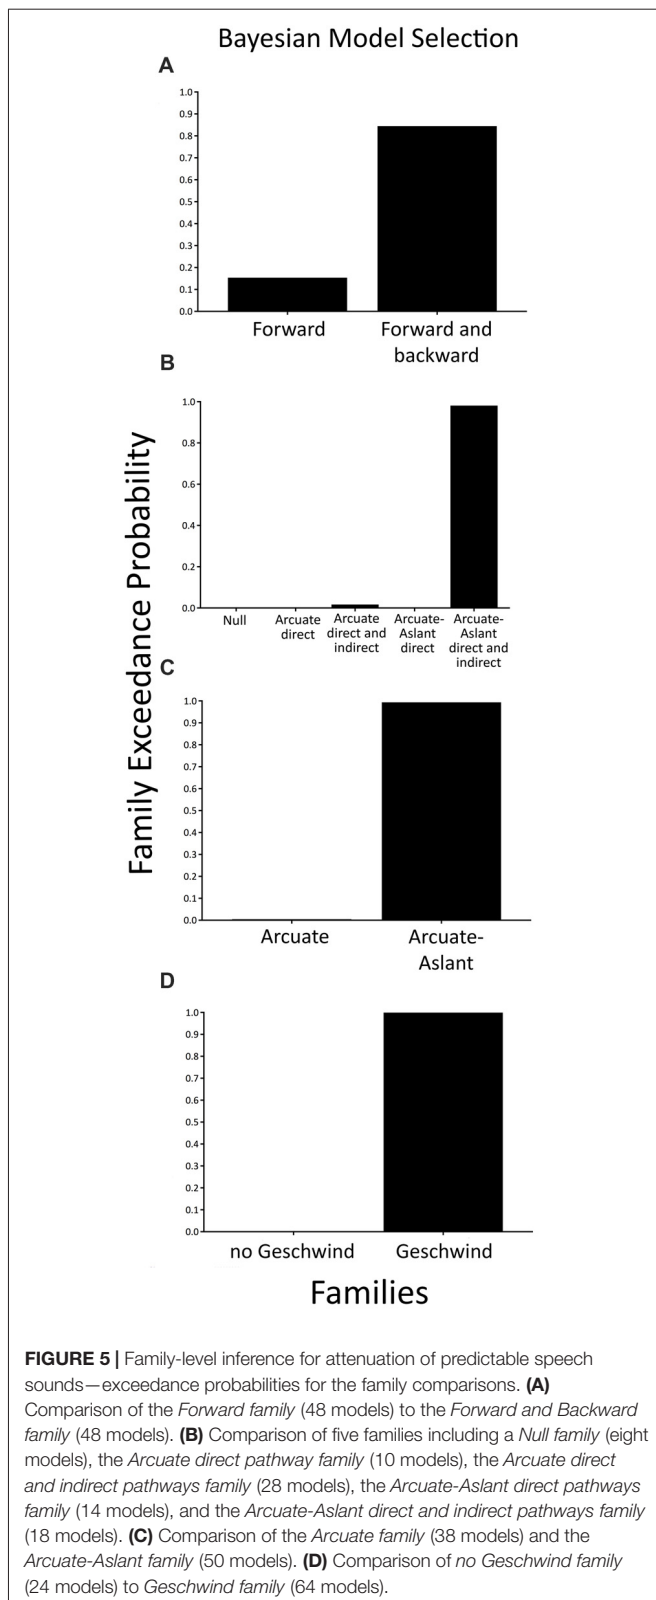 Bayesian Model Selection
A
1.0
0.9
0.8
0.7
0.6
0.5
0.4
0.3
0.2
0.1
0.0
Forward
Forward and
backward
B
1.0
0.8
0.6
0.4
0.2
0.0
Null
Arcuate
direct
Arcuate
direct and
indirect
Arcuate-
Aslant
direct
Arcuate-
Aslant
direct and
indirect
Family Exceedance Probability
C
1.0
0.9
0.8
0.7
0.6
0.5
0.4
0.3
0.2
0.1
0.0
Arcuate
Arcuate-
Aslant
D
1.0
0.9
0.8
0.7
0.6
0.5
0.4
0.3
0.2
0.1
0.0
no Geschwind
Geschwind
Families
FIGURE 5 | Family-level inference for attenuation of predictable speech
sounds—exceedance probabilities for the family comparisons. (A)
Comparison of the Forward family (48 models) to the Forward and Backward
family (48 models). (B) Comparison of five families including a Null family (eight
models), the Arcuate direct pathway family (10 models), the Arcuate direct
and indirect pathways family (28 models), the Arcuate-Aslant direct pathways
family (14 models), and the Arcuate-Aslant direct and indirect pathways family
(18 models). (C) Comparison of the Arcuate family (38 models) and the
Arcuate-Aslant family (50 models). (D) Comparison of no Geschwind family
(24 models) to Geschwind family (64 models).